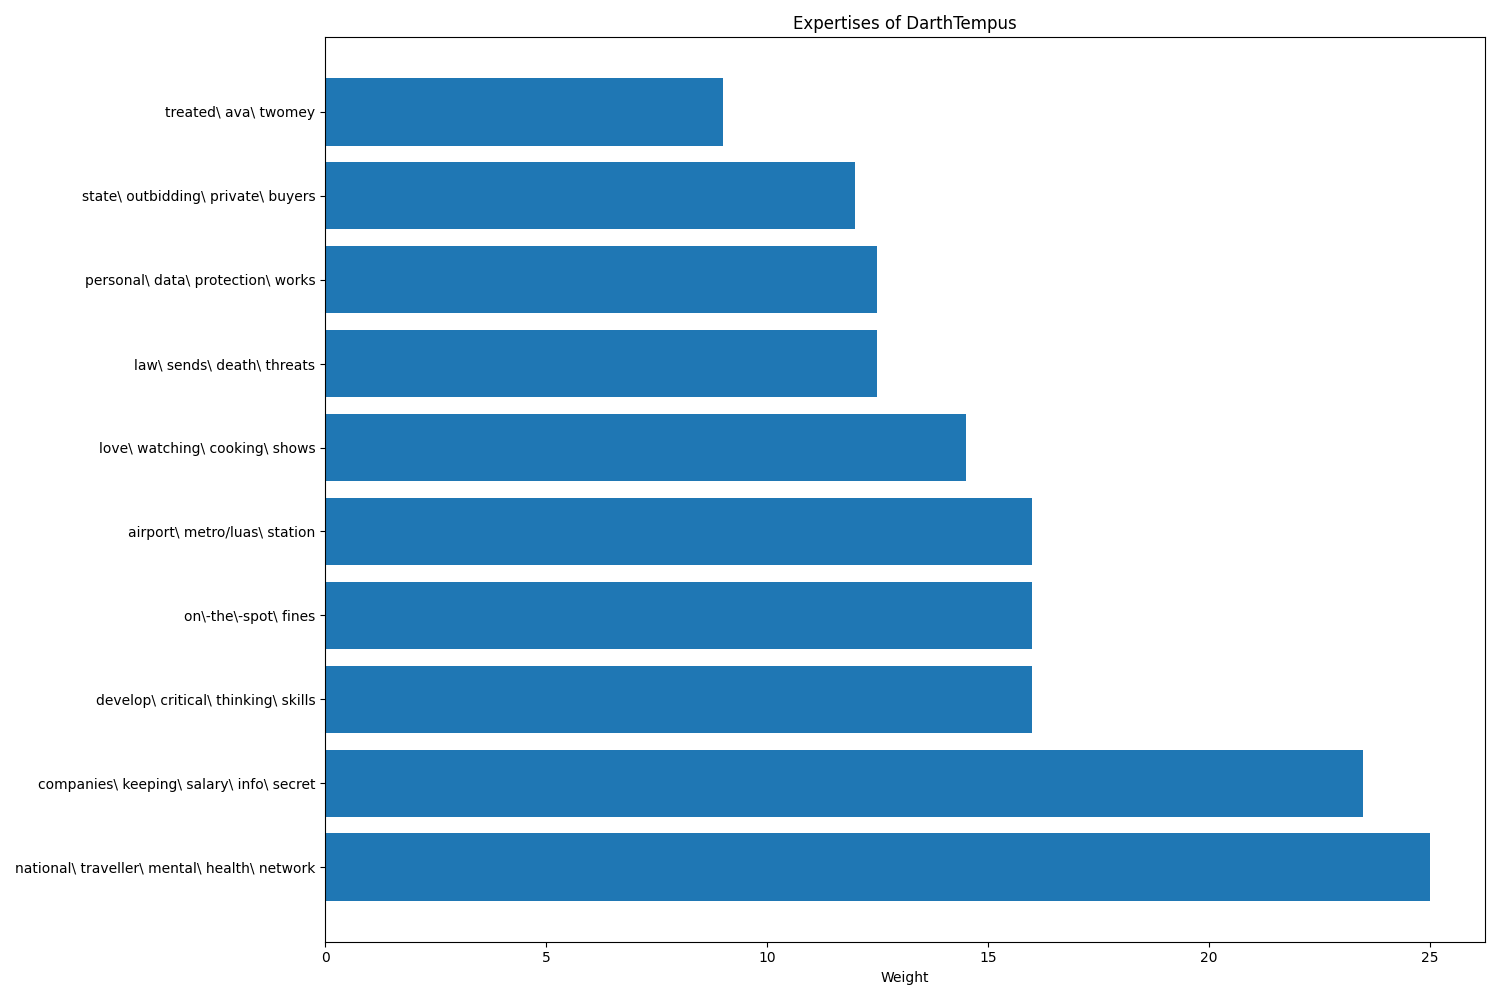 Expertises of DarthTempus
treated\ ava\ twomey
state\ outbidding\ private\ buyers
personal\ data\ protection\ works
law\ sends\ death\ threats
love\ watching\ cooking\ shows
airport\ metro/luas\ station
on\-the\-spot\ fines
develop\ critical\ thinking\ skills
companies\ keeping\ salary\ info\ secret
national\ traveller\ mental\ health\ network
0 5 10 15 20 25
Weight